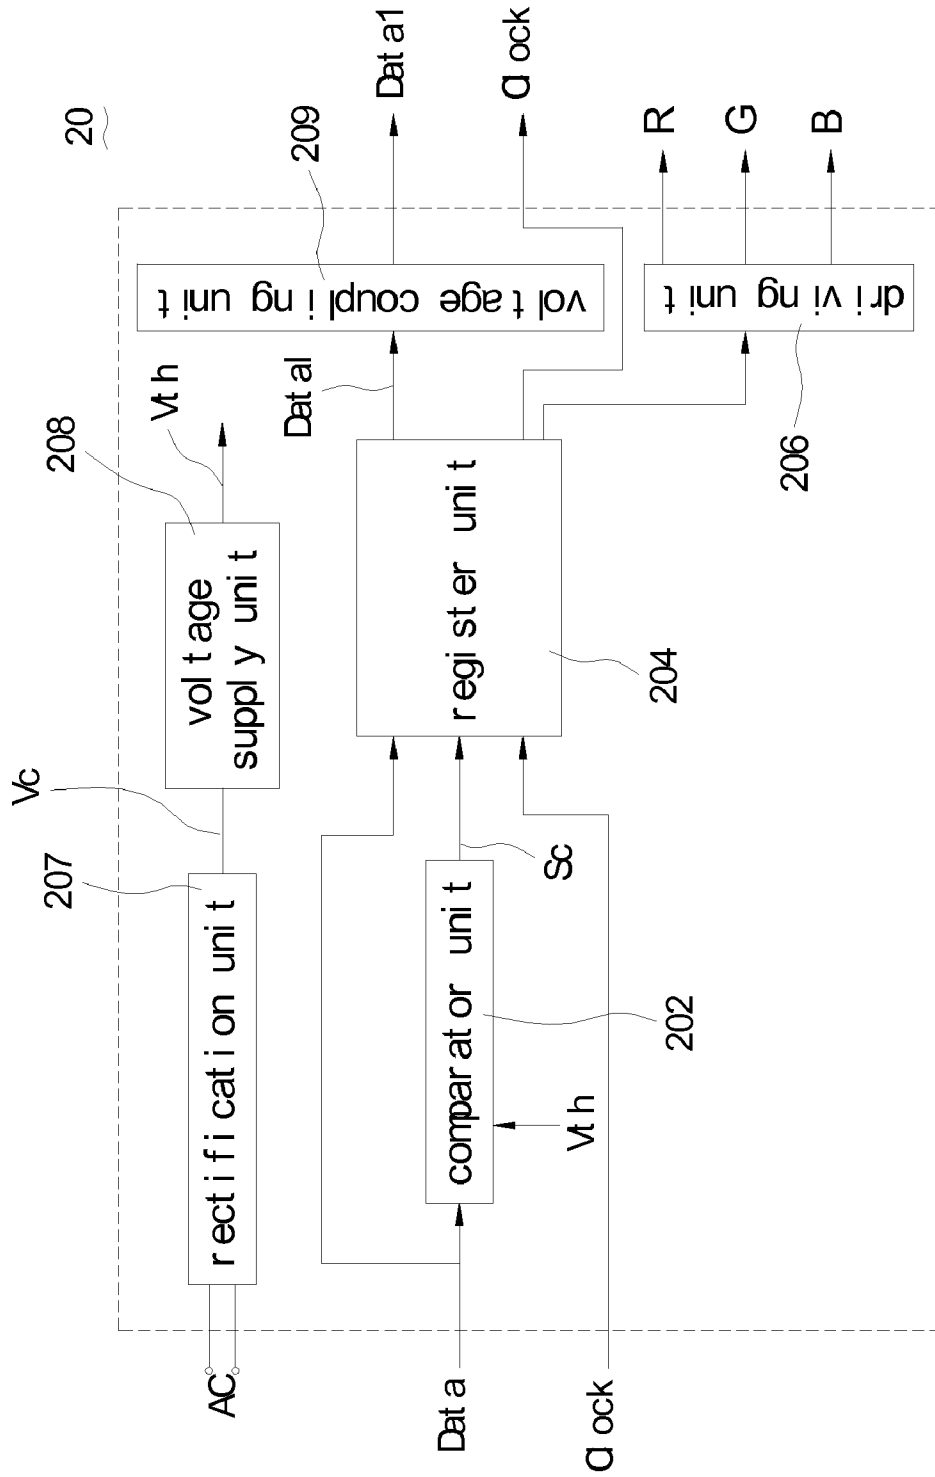 20
AC
rectification unit
207
Vc
voltage
supply unit
208
Vth
Data
comparator unit
202
Vth
Sc
register unit
204
Data1
voltage coupling unit
209
Data1
Clock
Clock
driving unit
206
R
G
B